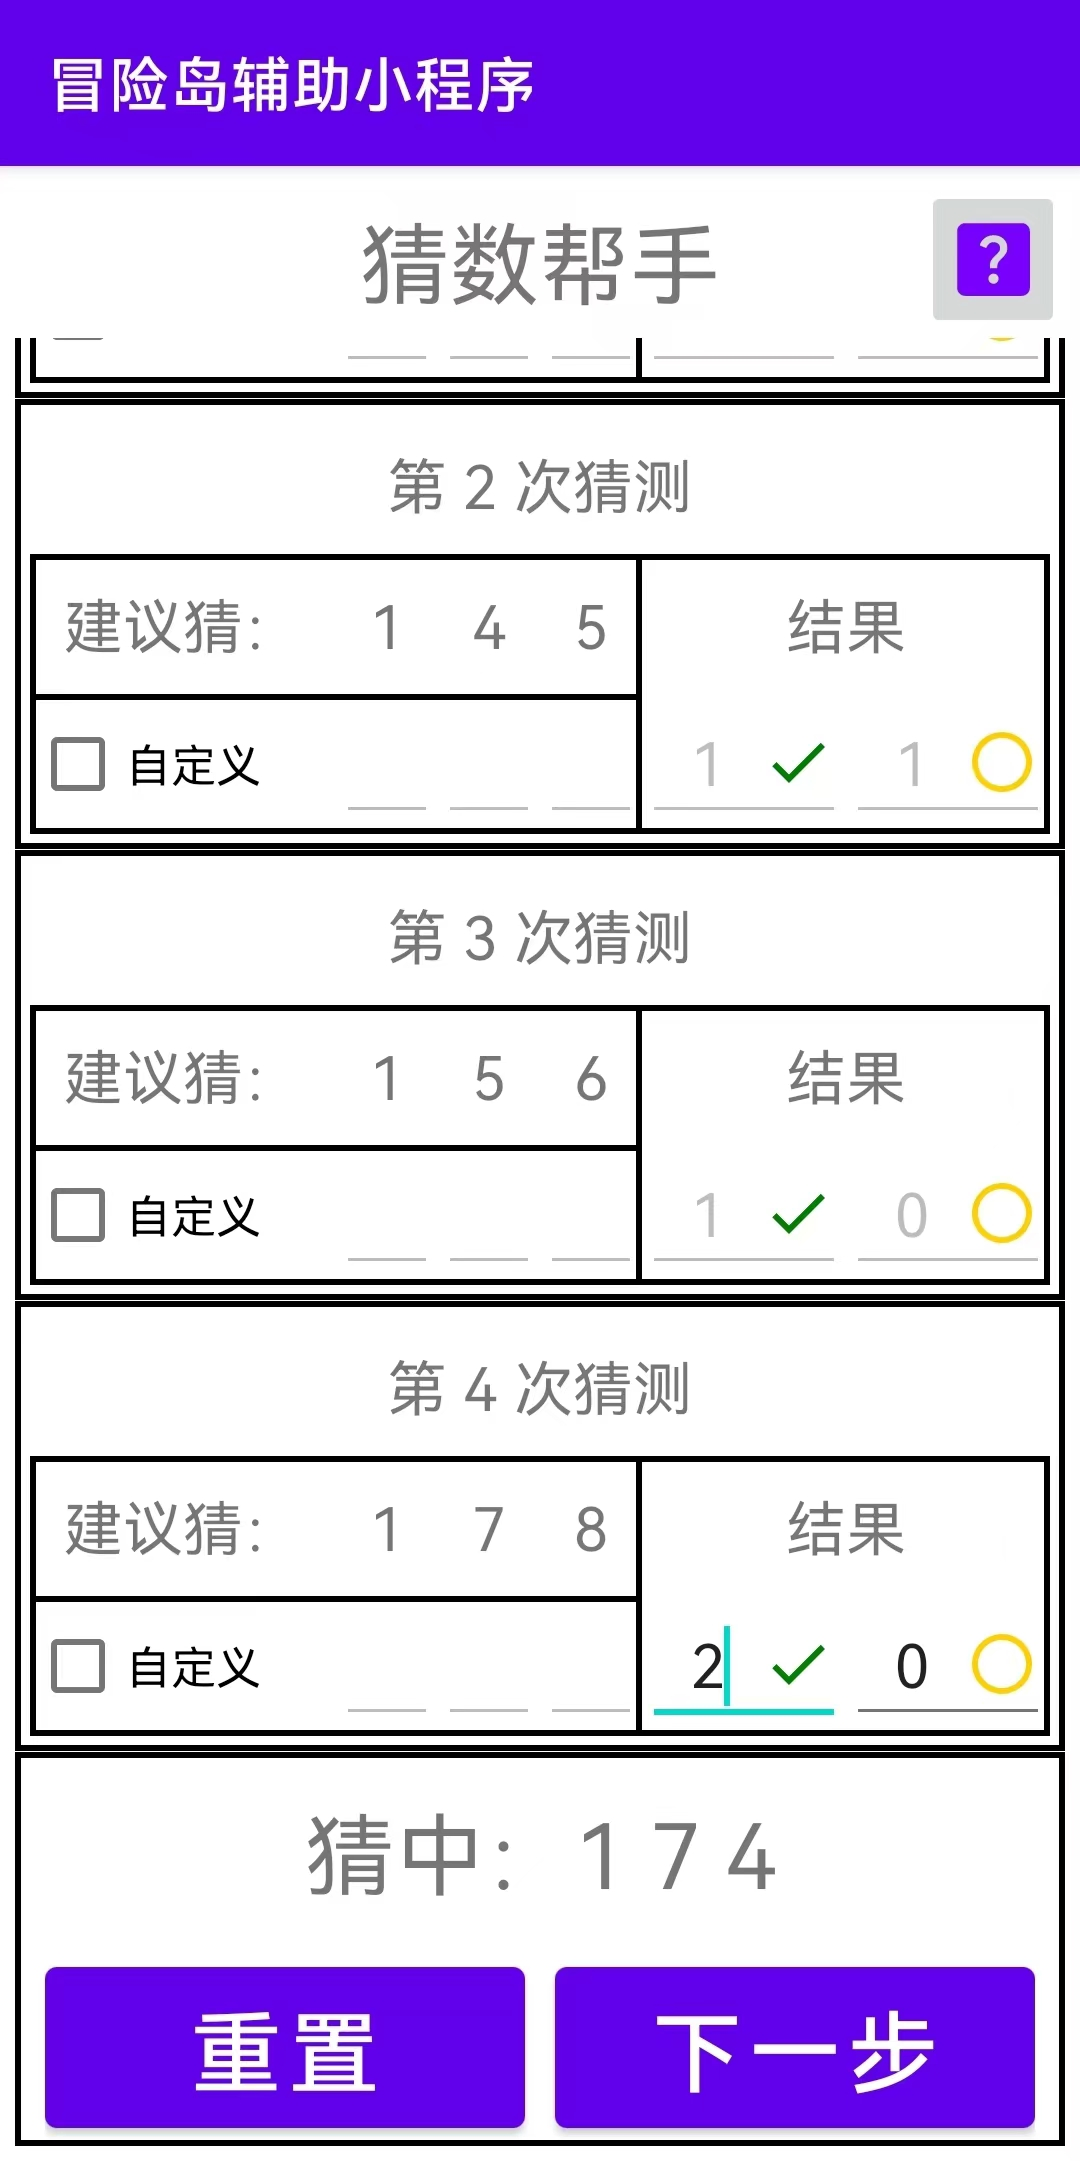 冒险岛辅助小程序
猜数帮手
?
第 2 次猜测
建议猜: 1 4 5
结果
自定义
1 1
第 3 次猜测
建议猜: 1 5 6
结果
自定义
1 0
第 4 次猜测
建议猜: 1 7 8
结果
自定义
2 0
猜中: 1 7 4
重置 下一步